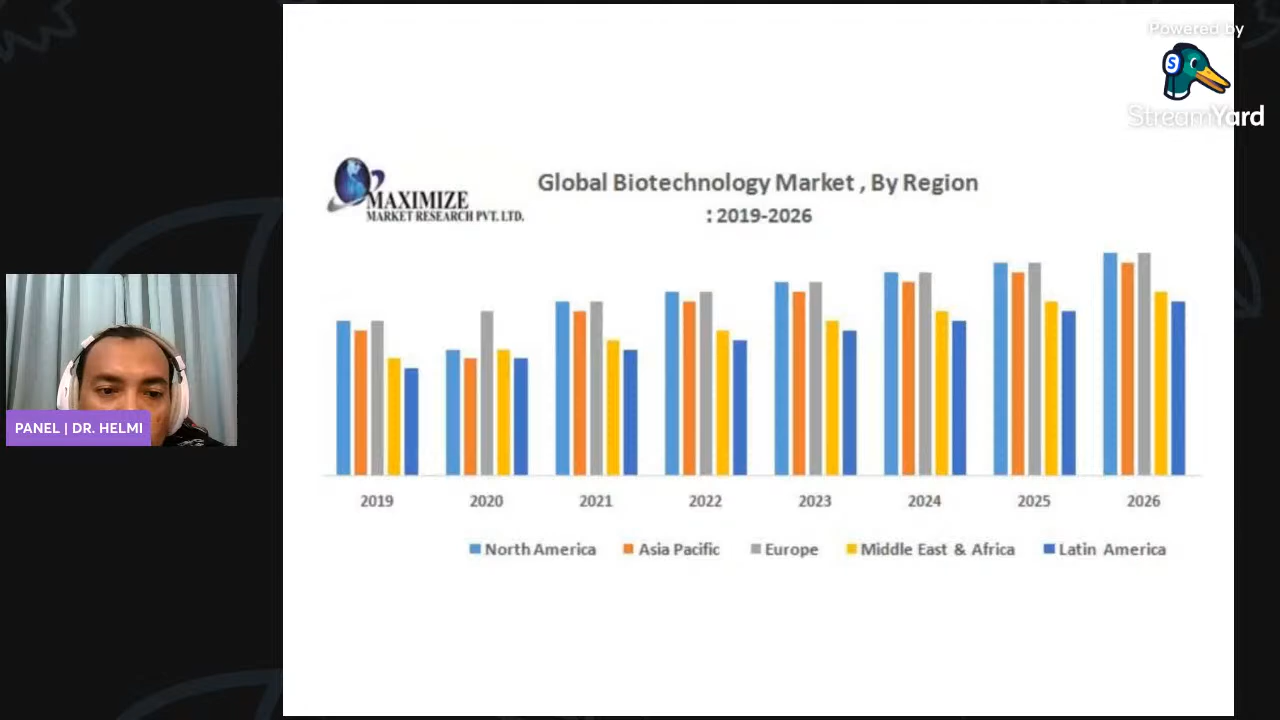 Powered by
S
StreamYard
MAXIMIZE
MARKET RESEARCH PVT. LTD.
Global Biotechnology Market , By Region
: 2019-2026
PANEL | DR. HELMI
2019 2020 2021 2022 2023 2024 2025 2026
North America Asia Pacific Europe Middle East & Africa Latin America